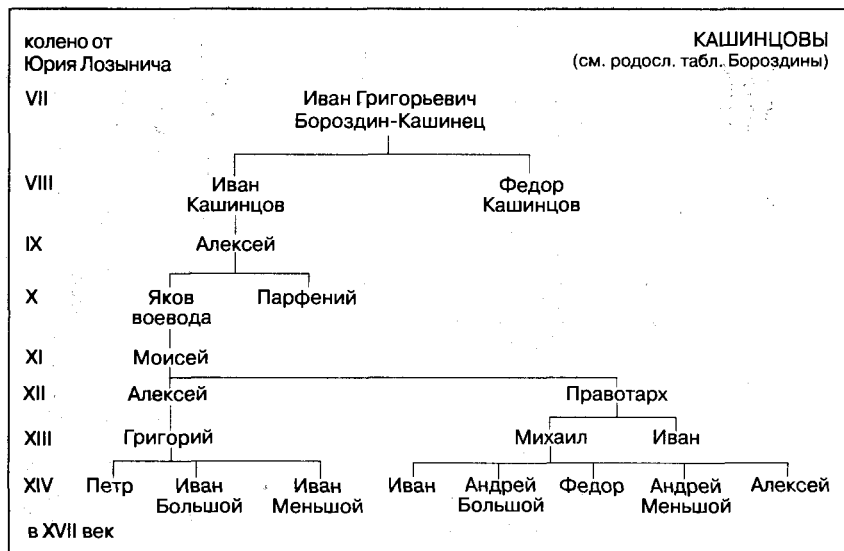 колено от
Юрия Лозынича
КАШИНЦОВЫ
(см. родосл. табл. Бороздины)
VII
Иван Григорьевич
Бороздин-Кашинец
VIII
Иван
Кашинцов
Федор
Кашинцов
IX
Алексей
X
Яков
воевода
Парфений
XI
Моисей
XII
Алексей
Правотарх
XIII
Григорий
Михаил
Иван
XIV
Петр
Иван
Большой
Иван
Меньшой
Иван
Андрей
Большой
Федор
Андрей
Меньшой
Алексей
в XVII век